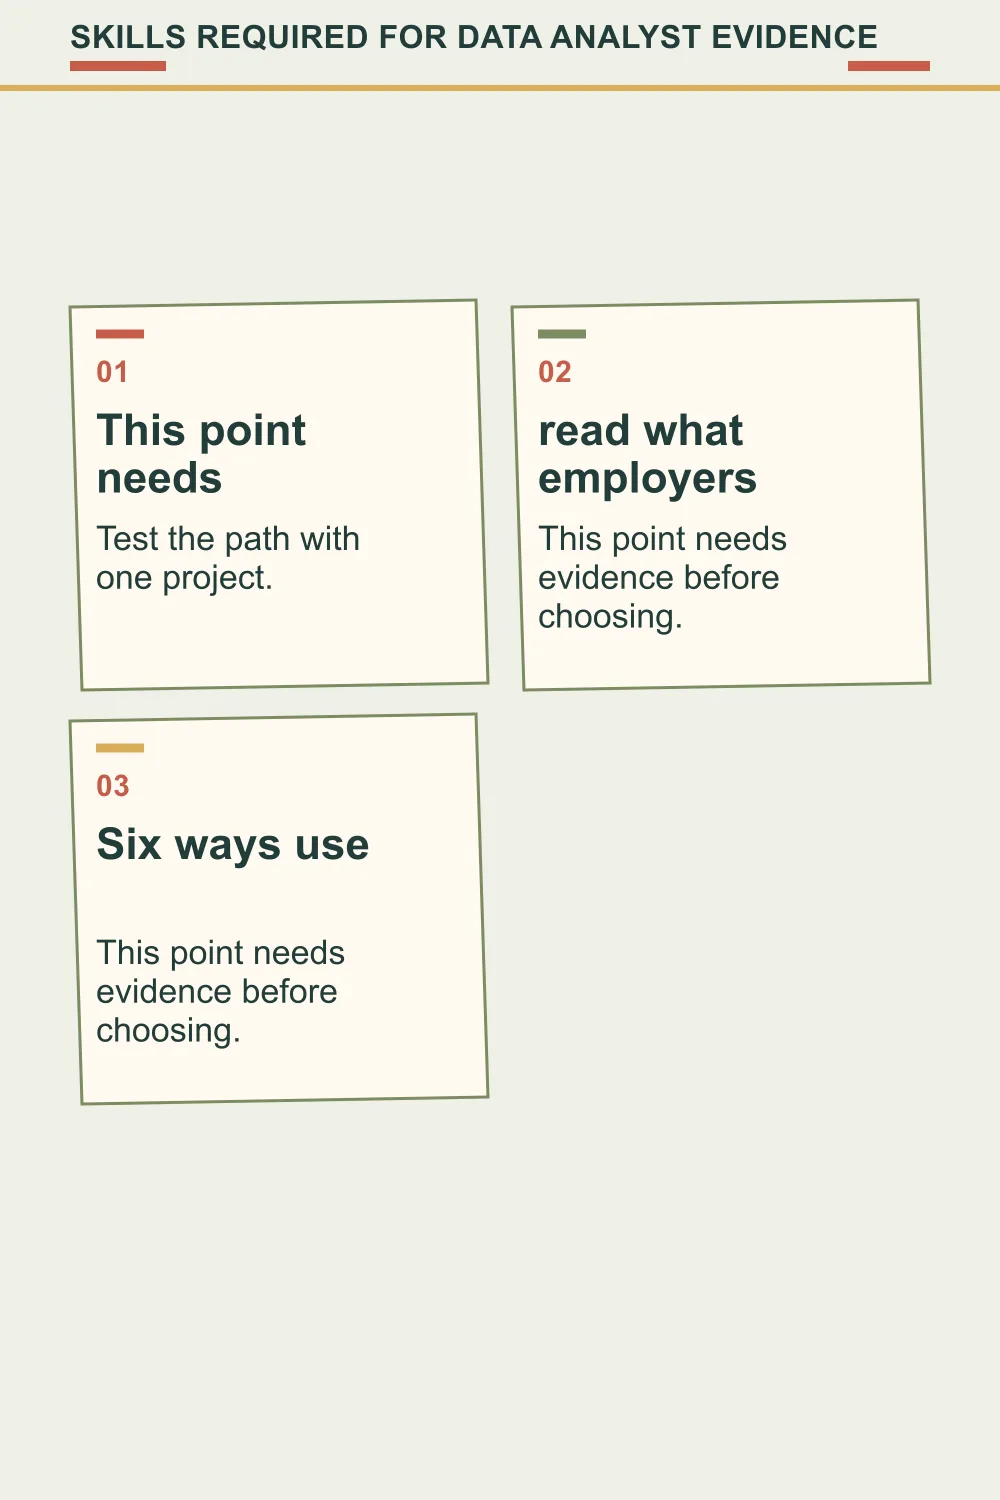 SKILLS REQUIRED FOR DATA ANALYST EVIDENCE
01
This point
needs
Test the path with
one project.
02
read what
employers
This point needs
evidence before
choosing.
03
Six ways use
This point needs
evidence before
choosing.